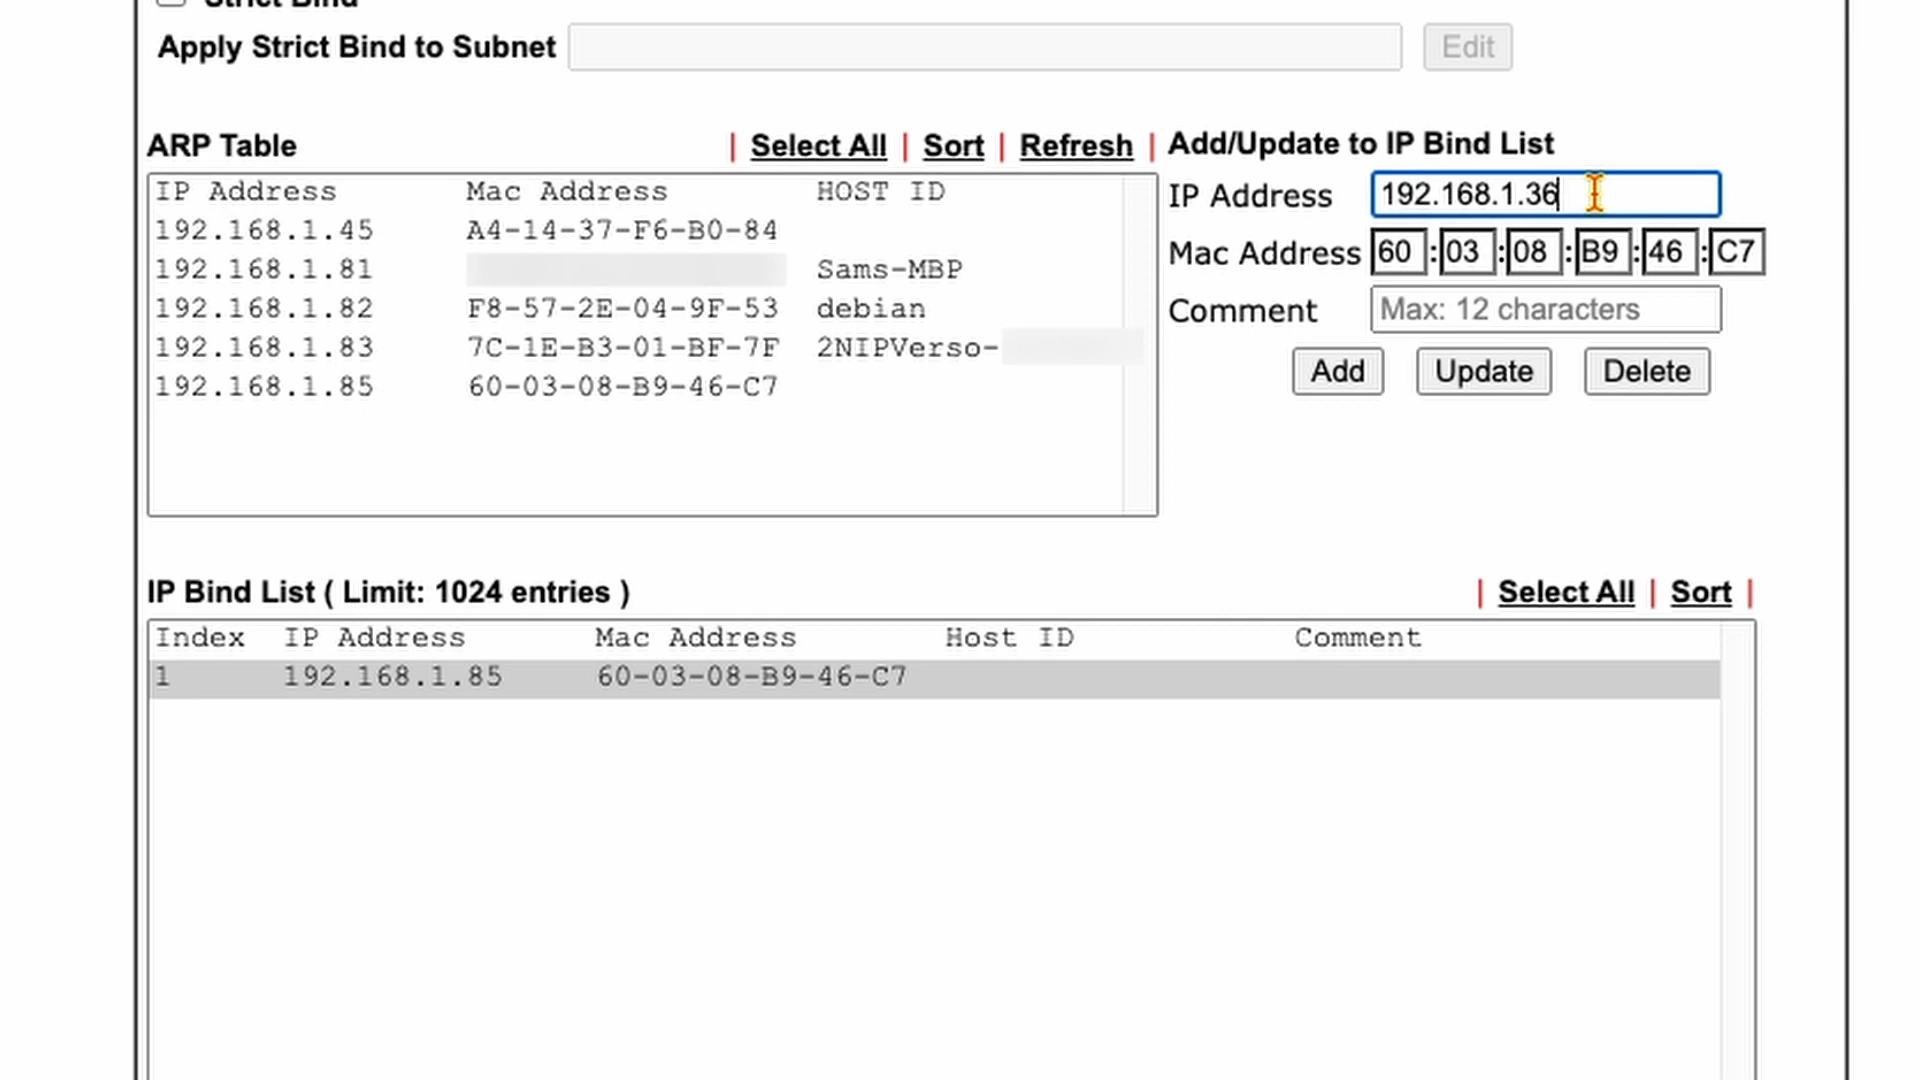 Strict Bind
Apply Strict Bind to Subnet Edit
ARP Table | Select All | Sort | Refresh |
IP Address Mac Address HOST ID
192.168.1.45 A4-14-37-F6-B0-84
192.168.1.81 Sams-MBP
192.168.1.82 F8-57-2E-04-9F-53 debian
192.168.1.83 7C-1E-B3-01-BF-7F 2NIPVerso-
192.168.1.85 60-03-08-B9-46-C7
Add/Update to IP Bind List
IP Address 192.168.1.36
Mac Address 60 : 03 : 08 : B9 : 46 : C7
Comment Max: 12 characters
Add Update Delete
IP Bind List ( Limit: 1024 entries ) | Select All | Sort |
Index IP Address Mac Address Host ID Comment
1 192.168.1.85 60-03-08-B9-46-C7